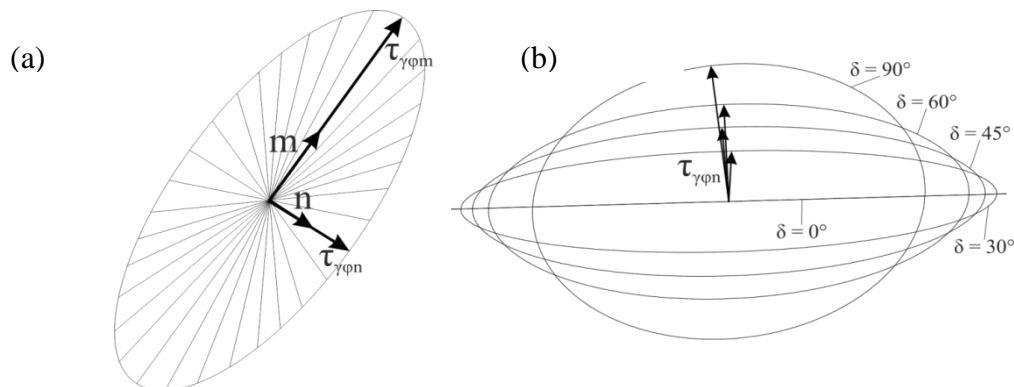 (a)
τγφm
m
n
τγφn
(b)
δ = 90°
δ = 60°
δ = 45°
τγφn
δ = 0°
δ = 30°